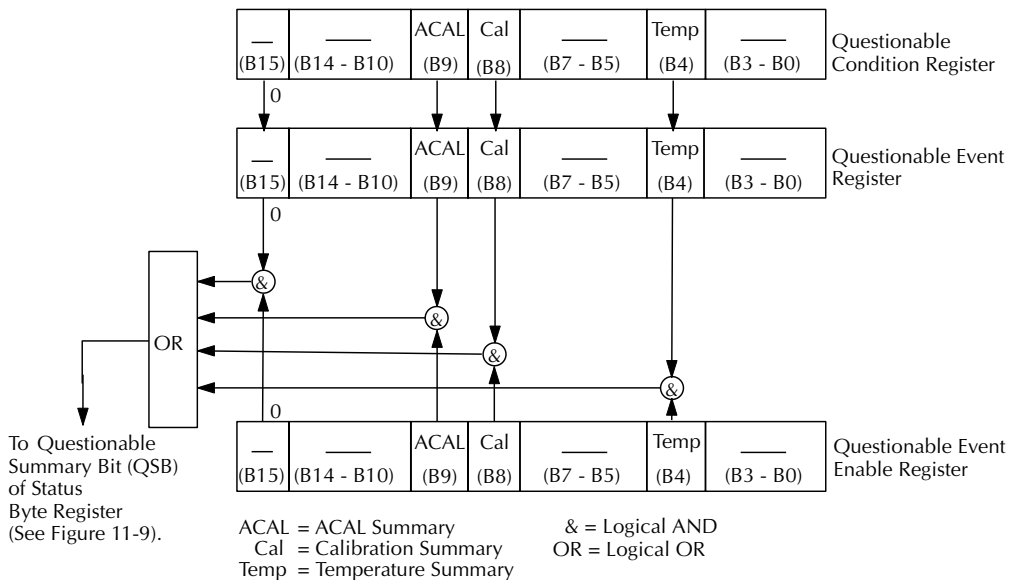 ACAL Cal Temp
(B15) (B14 - B10) (B9) (B8) (B7 - B5) (B4) (B3 - B0)
Questionable
Condition Register
0
ACAL Cal Temp
(B15) (B14 - B10) (B9) (B8) (B7 - B5) (B4) (B3 - B0)
Questionable Event
Register
0
&
&
OR
&
&
0
To Questionable
Summary Bit (QSB)
of Status
Byte Register
(See Figure 11-9).
ACAL Cal Temp
(B15) (B14 - B10) (B9) (B8) (B7 - B5) (B4) (B3 - B0)
Questionable Event
Enable Register
ACAL = ACAL Summary
Cal = Calibration Summary
Temp = Temperature Summary
& = Logical AND
OR = Logical OR